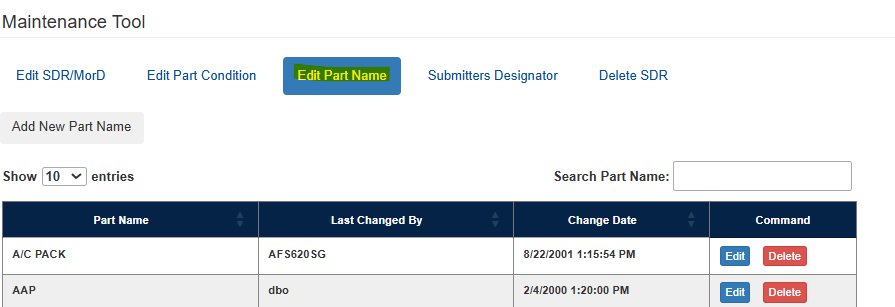 Maintenance Tool
Edit SDR/MorD Edit Part Condition Edit Part Name Submitters Designator Delete SDR
Add New Part Name
Show 10 entries Search Part Name:
Part Name Last Changed By Change Date Command
A/C PACK AFS620SG 8/22/2001 1:15:54 PM Edit Delete
AAP dbo 2/4/2000 1:20:00 PM Edit Delete